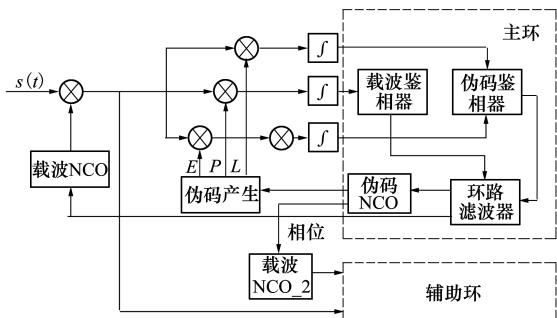 主环
s(t)
∫
∫
∫
载波鉴
相器
伪码鉴
相器
载波NCO
E P L
伪码产生
伪码
NCO
环路
滤波器
相位
载波
NCO_2
辅助环